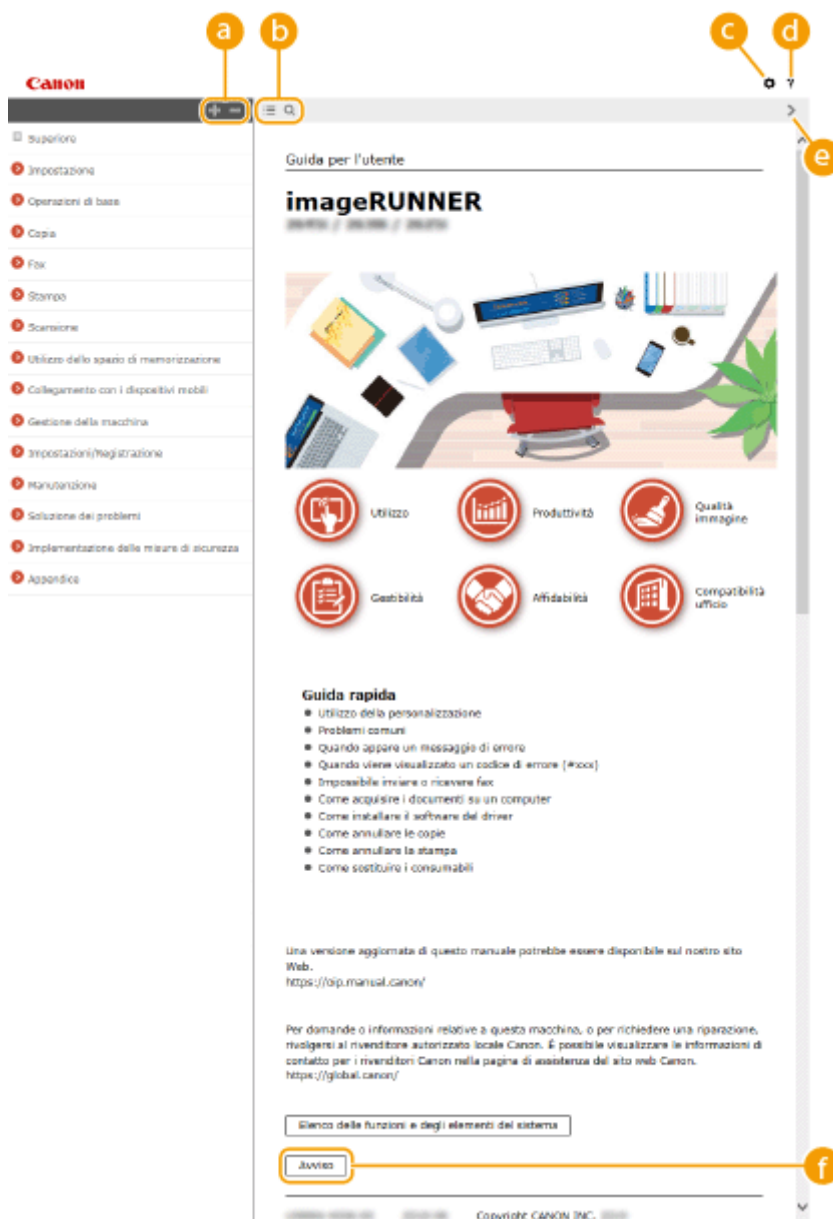 a
b
c
d
Canon
?
e
Superiore
Impostazione
Operazioni di base
Copia
Fax
Stampa
Scansione
Utilizzo dello spazio di memorizzazione
Collegamento con i dispositivi mobili
Gestione della macchina
Impostazioni/Registrazione
Manutenzione
Soluzione dei problemi
Implementazione delle misure di sicurezza
Appendice
Guida per l'utente
imageRUNNER
Utilizzo
Produttività
Qualità
immagine
Gestibilità
Affidabilità
Compatibilità
ufficio
Guida rapida
Utilizzo della personalizzazione
Problemi comuni
Quando appare un messaggio di errore
Quando viene visualizzato un codice di errore (#xxx)
Impossibile inviare o ricevere fax
Come acquisire i documenti su un computer
Come installare il software del driver
Come annullare le copie
Come annullare la stampa
Come sostituire i consumabili
Una versione aggiornata di questo manuale potrebbe essere disponibile sul nostro sito
Web.
https://oip.manual.canon/
Per domande o informazioni relative a questa macchina, o per richiedere una riparazione,
rivolgersi al rivenditore autorizzato locale Canon. È possibile visualizzare le informazioni di
contatto per i rivenditori Canon nella pagina di assistenza del sito web Canon.
https://global.canon/
Elenco delle funzioni e degli elementi del sistema
Avviso
f
Copyright CANON INC.